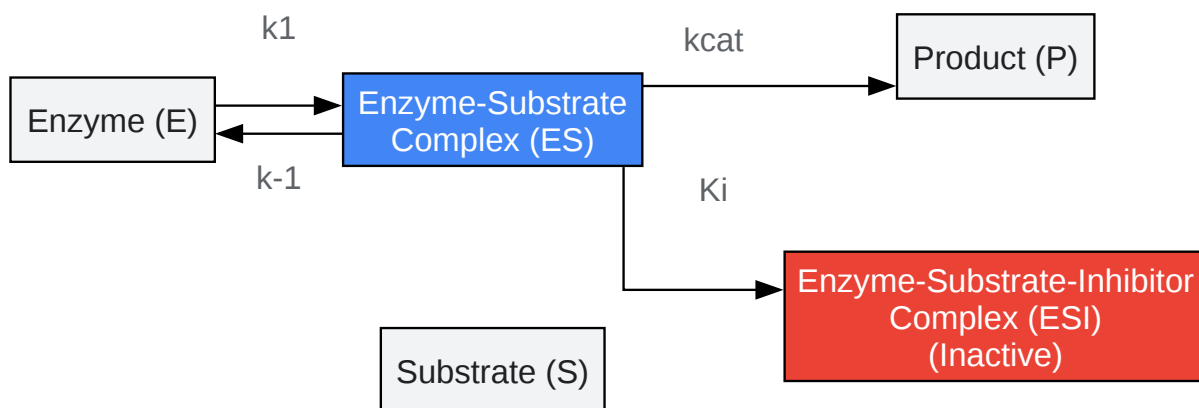 k1
kcat
Product (P)
Enzyme (E)
Enzyme-Substrate
Complex (ES)
k-1
Ki
Enzyme-Substrate-Inhibitor
Complex (ESI)
(Inactive)
Substrate (S)